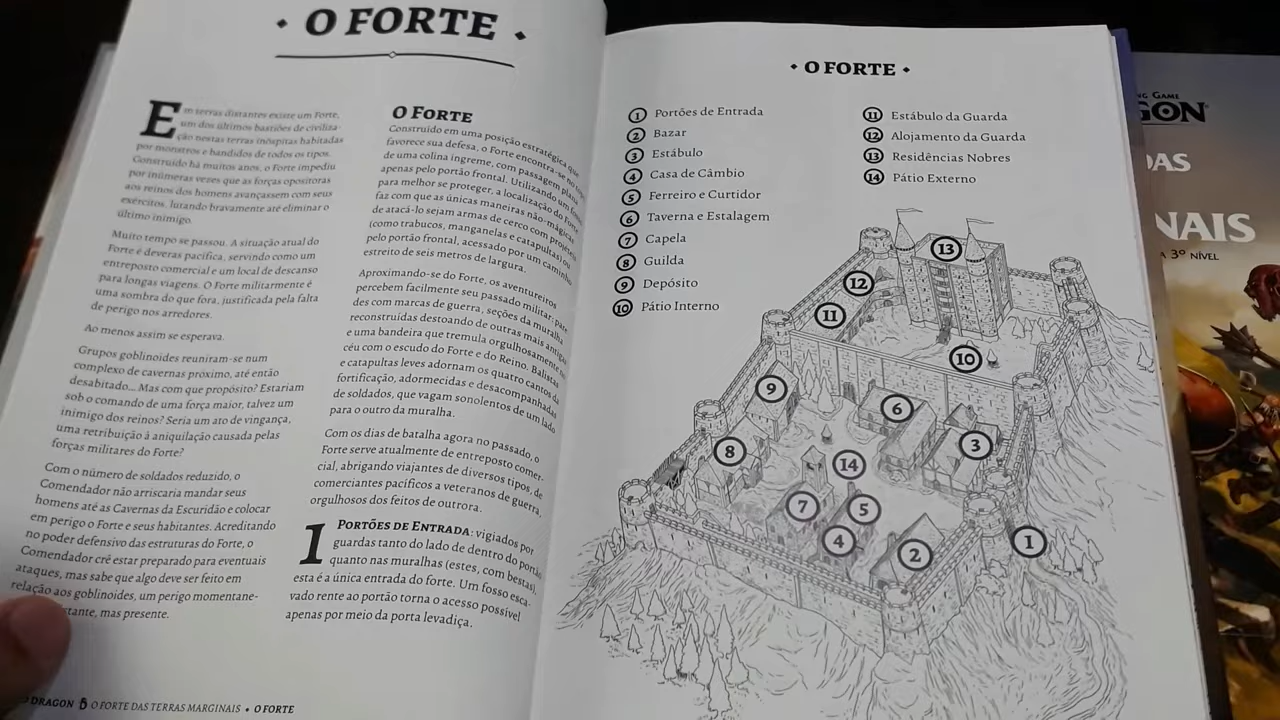 O FORTE
Em terras distantes existe um Forte,
um dos últimos bastiões de civiliza-
ção nestas terras inóspitas habitadas
por monstros e bandidos de todos os tipos.
Construído há muitos anos, o Forte impediu
por inúmeras vezes que as forças opositoras
aos reinos dos homens avançassem com seus
exércitos, lutando bravamente até eliminar o
último inimigo.
Muito tempo se passou. A situação atual do
Forte é deveras pacífica, servindo como um
entreposto comercial e um local de descanso
para longas viagens. O Forte militarmente é
uma sombra do que fora, justificada pela falta
de perigo nos arredores.
Ao menos assim se esperava.
Grupos goblinoides reuniram-se num
complexo de cavernas próximo, até então
desabitado... Mas com que propósito? Estariam
sob o comando de uma força maior, talvez um
inimigo dos reinos? Seria um ato de vingança,
uma retribuição à aniquilação causada pelas
forças militares do Forte?
Com o número de soldados reduzido, o
Comendador não arriscaria mandar seus
homens até as Cavernas da Escuridão e colocar
em perigo o Forte e seus habitantes. Acreditando
no poder defensivo das estruturas do Forte, o
Comendador crê estar preparado para eventuais
ataques, mas sabe que algo deve ser feito em
relação aos goblinoides, um perigo momentane-
stante, mas presente.
O FORTE
Construído em uma posição estratégica que
favorece sua defesa, o Forte encontra-se no
de uma colina ingreme, com passagem plana
apenas pelo portão frontal. Utilizando um
para melhor se proteger, a localização do Forte
faz com que as únicas maneiras não-mágicas
de atacá-lo sejam armas de cerco com projéteis
(como trabucos, manganelas e catapultas) ou
pelo portão frontal, acessado por um caminho
estreito de seis metros de largura.
Aproximando-se do Forte, os aventureiros
percebem facilmente seu passado militar: pare-
des com marcas de guerra, seções da muralha
reconstruídas destoando de outras mais antigas
e uma bandeira que tremula orgulhosamente
céu com o escudo do Forte e do Reino. Balistas
e catapultas leves adornam os quatro cantos da
fortificação, adormecidas e desacompanhadas
de soldados, que vagam sonolentos de um lado
para o outro da muralha.
Com os dias de batalha agora no passado, o
Forte serve atualmente de entreposto comer-
cial, abrigando viajantes de diversos tipos, de
comerciantes pacíficos a veteranos de guerra,
orgulhosos dos feitos de outrora.
1 PORTÕES DE ENTRADA: vigiados por
guardas tanto do lado de dentro do portão
quanto nas muralhas (estes, com bestas),
esta é a única entrada do forte. Um fosso esca-
vado rente ao portão torna o acesso possível
apenas por meio da porta levadiça.
DRAGON O FORTE DAS TERRAS MARGINAIS • O FORTE
O FORTE
1 Portões de Entrada
2 Bazar
3 Estábulo
4 Casa de Câmbio
5 Ferreiro e Curtidor
6 Taverna e Estalagem
7 Capela
8 Guilda
9 Depósito
10 Pátio Interno
11 Estábulo da Guarda
12 Alojamento da Guarda
13 Residências Nobres
14 Pátio Externo
13
12
11
10
9
6
3
8
14
7
5
4
2
1
NG GAME
GON
DAS
NAIS
A 3º NÍVEL